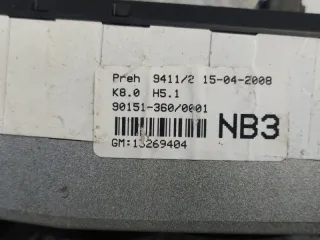 Preh 9411/2 15-04-2008
K8.0 H5.1
90151-360/0001
NB3
GM:13269404